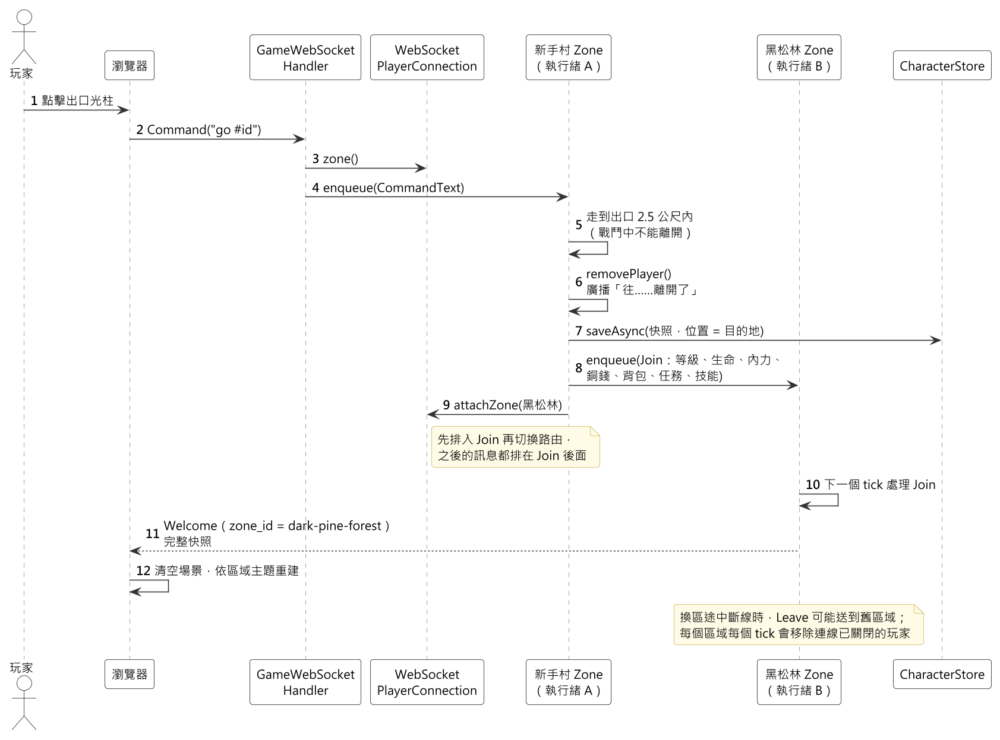 玩家
瀏覽器
GameWebSocket
Handler
WebSocket
PlayerConnection
新手村 Zone
（執行緒 A）
黑松林 Zone
（執行緒 B）
CharacterStore
1 點擊出口光柱
2 Command("go #id")
3 zone()
4 enqueue(CommandText)
5 走到出口 2.5 公尺內
（戰鬥中不能離開）
6 removePlayer()
廣播「往……離開了」
7 saveAsync(快照，位置 = 目的地)
8 enqueue(Join：等級、生命、內力、
銅錢、背包、任務、技能)
9 attachZone(黑松林)
先排入 Join 再切換路由，
之後的訊息都排在 Join 後面
10 下一個 tick 處理 Join
11 Welcome（zone_id = dark-pine-forest）
完整快照
12 清空場景，依區域主題重建
換區途中斷線時，Leave 可能送到舊區域；
每個區域每個 tick 會移除連線已關閉的玩家
玩家
瀏覽器
GameWebSocket
Handler
WebSocket
PlayerConnection
新手村 Zone
（執行緒 A）
黑松林 Zone
（執行緒 B）
CharacterStore